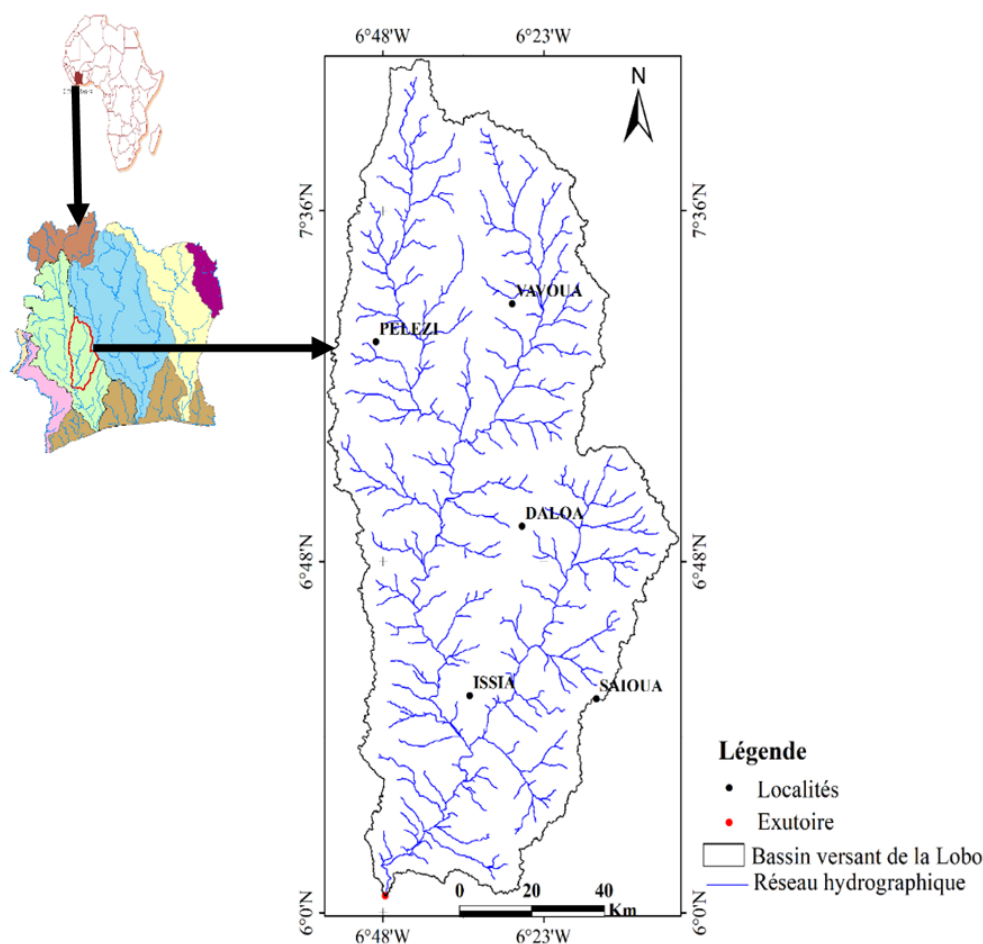 6°48'W 6°23'W
N
7°36'N 7°36'N
VAVOUA
PELEZI
DALOA
6°48'N 6°48'N
ISSIA
SAIOUA
Légende
Localités
Exutoire
Bassin versant de la Lobo
Réseau hydrographique
0 20 40
Km
6°0'N 6°0'N
6°48'W 6°23'W